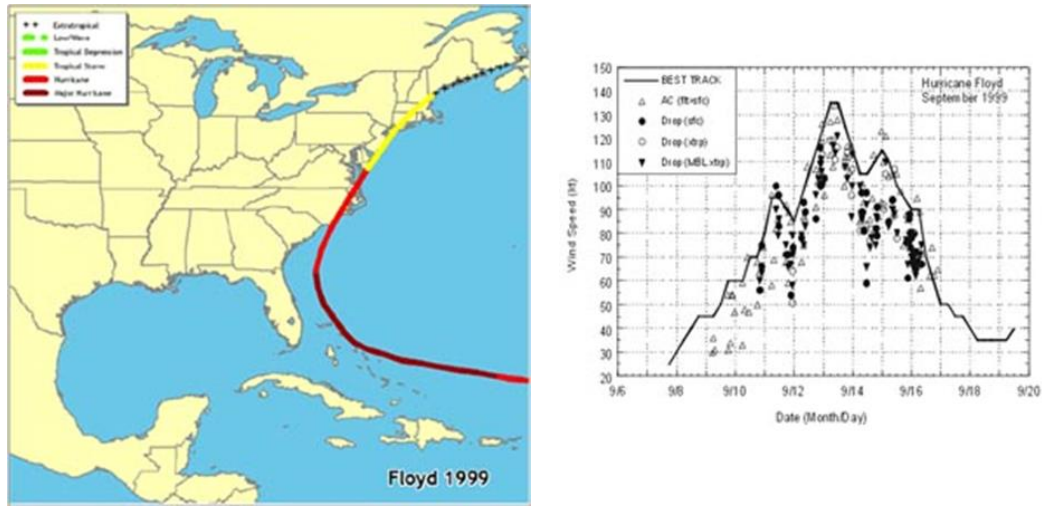 Extratropical
Low/Wave
Tropical Depression
Tropical Storm
Hurricane
Major Hurricane
Floyd 1999
BEST TRACK
AC (flt>sfc)
Drop (sfc)
Drop (xtrp)
Drop (MBL xtrp)
Hurricane Floyd
September 1999
Wind Speed (kt)
150
140
130
120
110
100
90
80
70
60
50
40
30
20
9/6
9/8
9/10
9/12
9/14
9/16
9/18
9/20
Date (Month/Day)